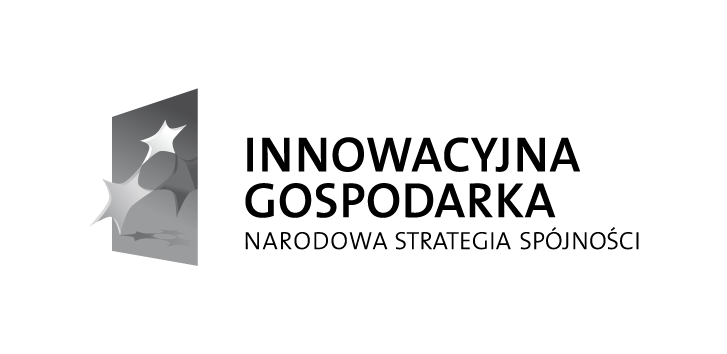 INNOWACYJNA
GOSPODARKA
NARODOWA STRATEGIA SPÓJNOŚCI